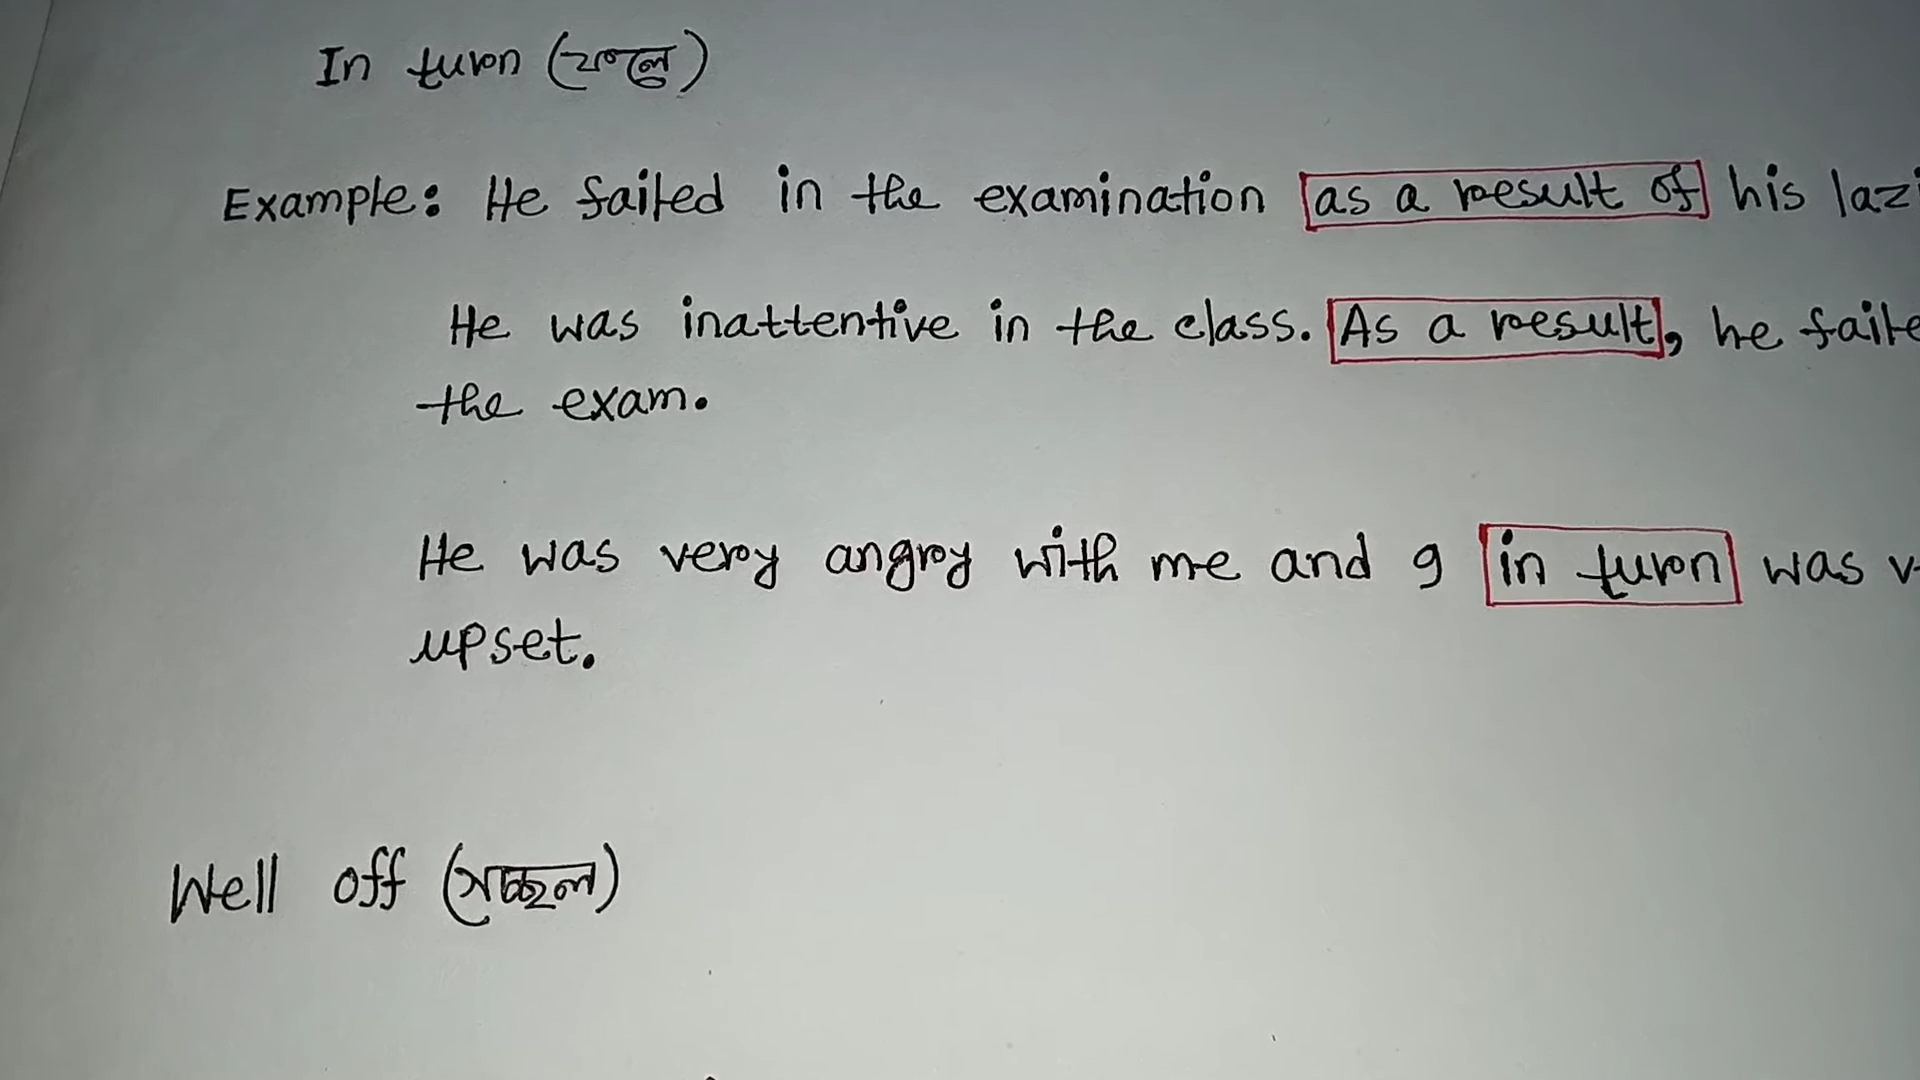 In turn (ফলে)
Example: He failed in the examination as a result of his lazi
He was inattentive in the class. As a result, he faile
the exam.
He was very angry with me and I in turn was v
upset.
Well off (সচ্ছল)